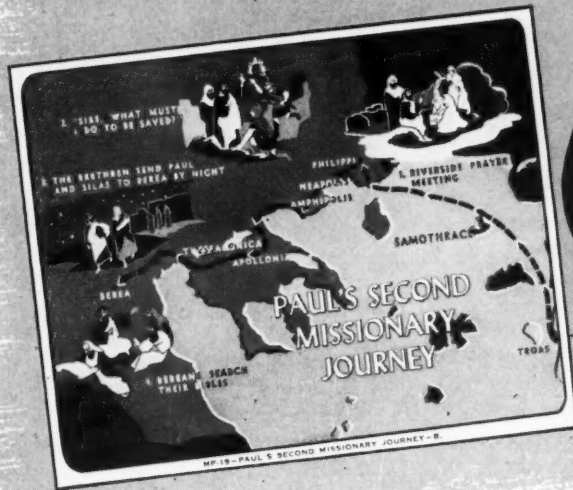 2. "SIRS, WHAT MUST
I DO TO BE SAVED?"
3. THE BRETHREN SEND PAUL
AND SILAS TO BEREA BY NIGHT
PHILIPPI
NEAPOLIS
AMPHIPOLIS
1. RIVERSIDE PRAYER
MEETING
SAMOTHRACE
THESSALONICA
APOLLONIA
BEREA
PAUL'S SECOND
MISSIONARY
JOURNEY
TROAS
4. BEREANS SEARCH
THEIR BIBLES
MP-19—PAUL'S SECOND MISSIONARY JOURNEY—B.